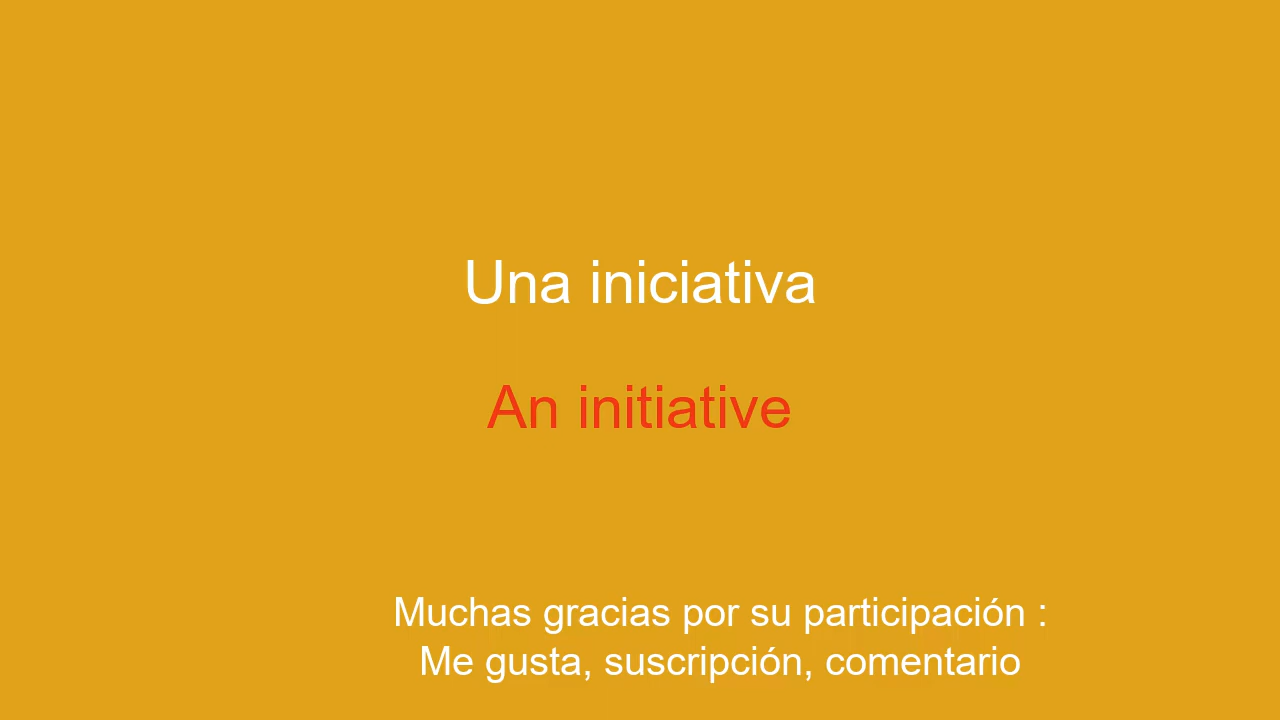 Una iniciativa
An initiative
Muchas gracias por su participación :
Me gusta, suscripción, comentario